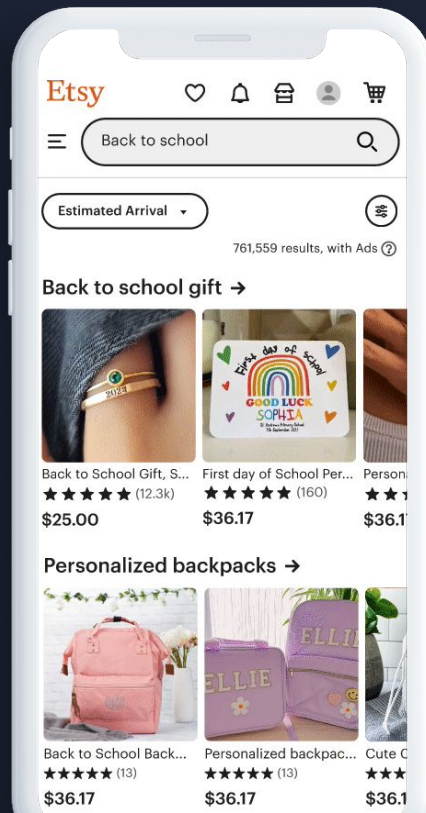 Etsy
Back to school
Estimated Arrival
761,559 results, with Ads
Back to school gift →
2024
First day of School
GOOD LUCK
SOPHIA
Back to School Gift, S...
First day of School Per...
Person
(12.3k)
(160)
$25.00
$36.17
$36.1
Personalized backpacks →
ELLIE
ELLIE
Back to School Back...
Personalized backpac...
Cute C
(13)
(13)
$36.17
$36.17
$36.1